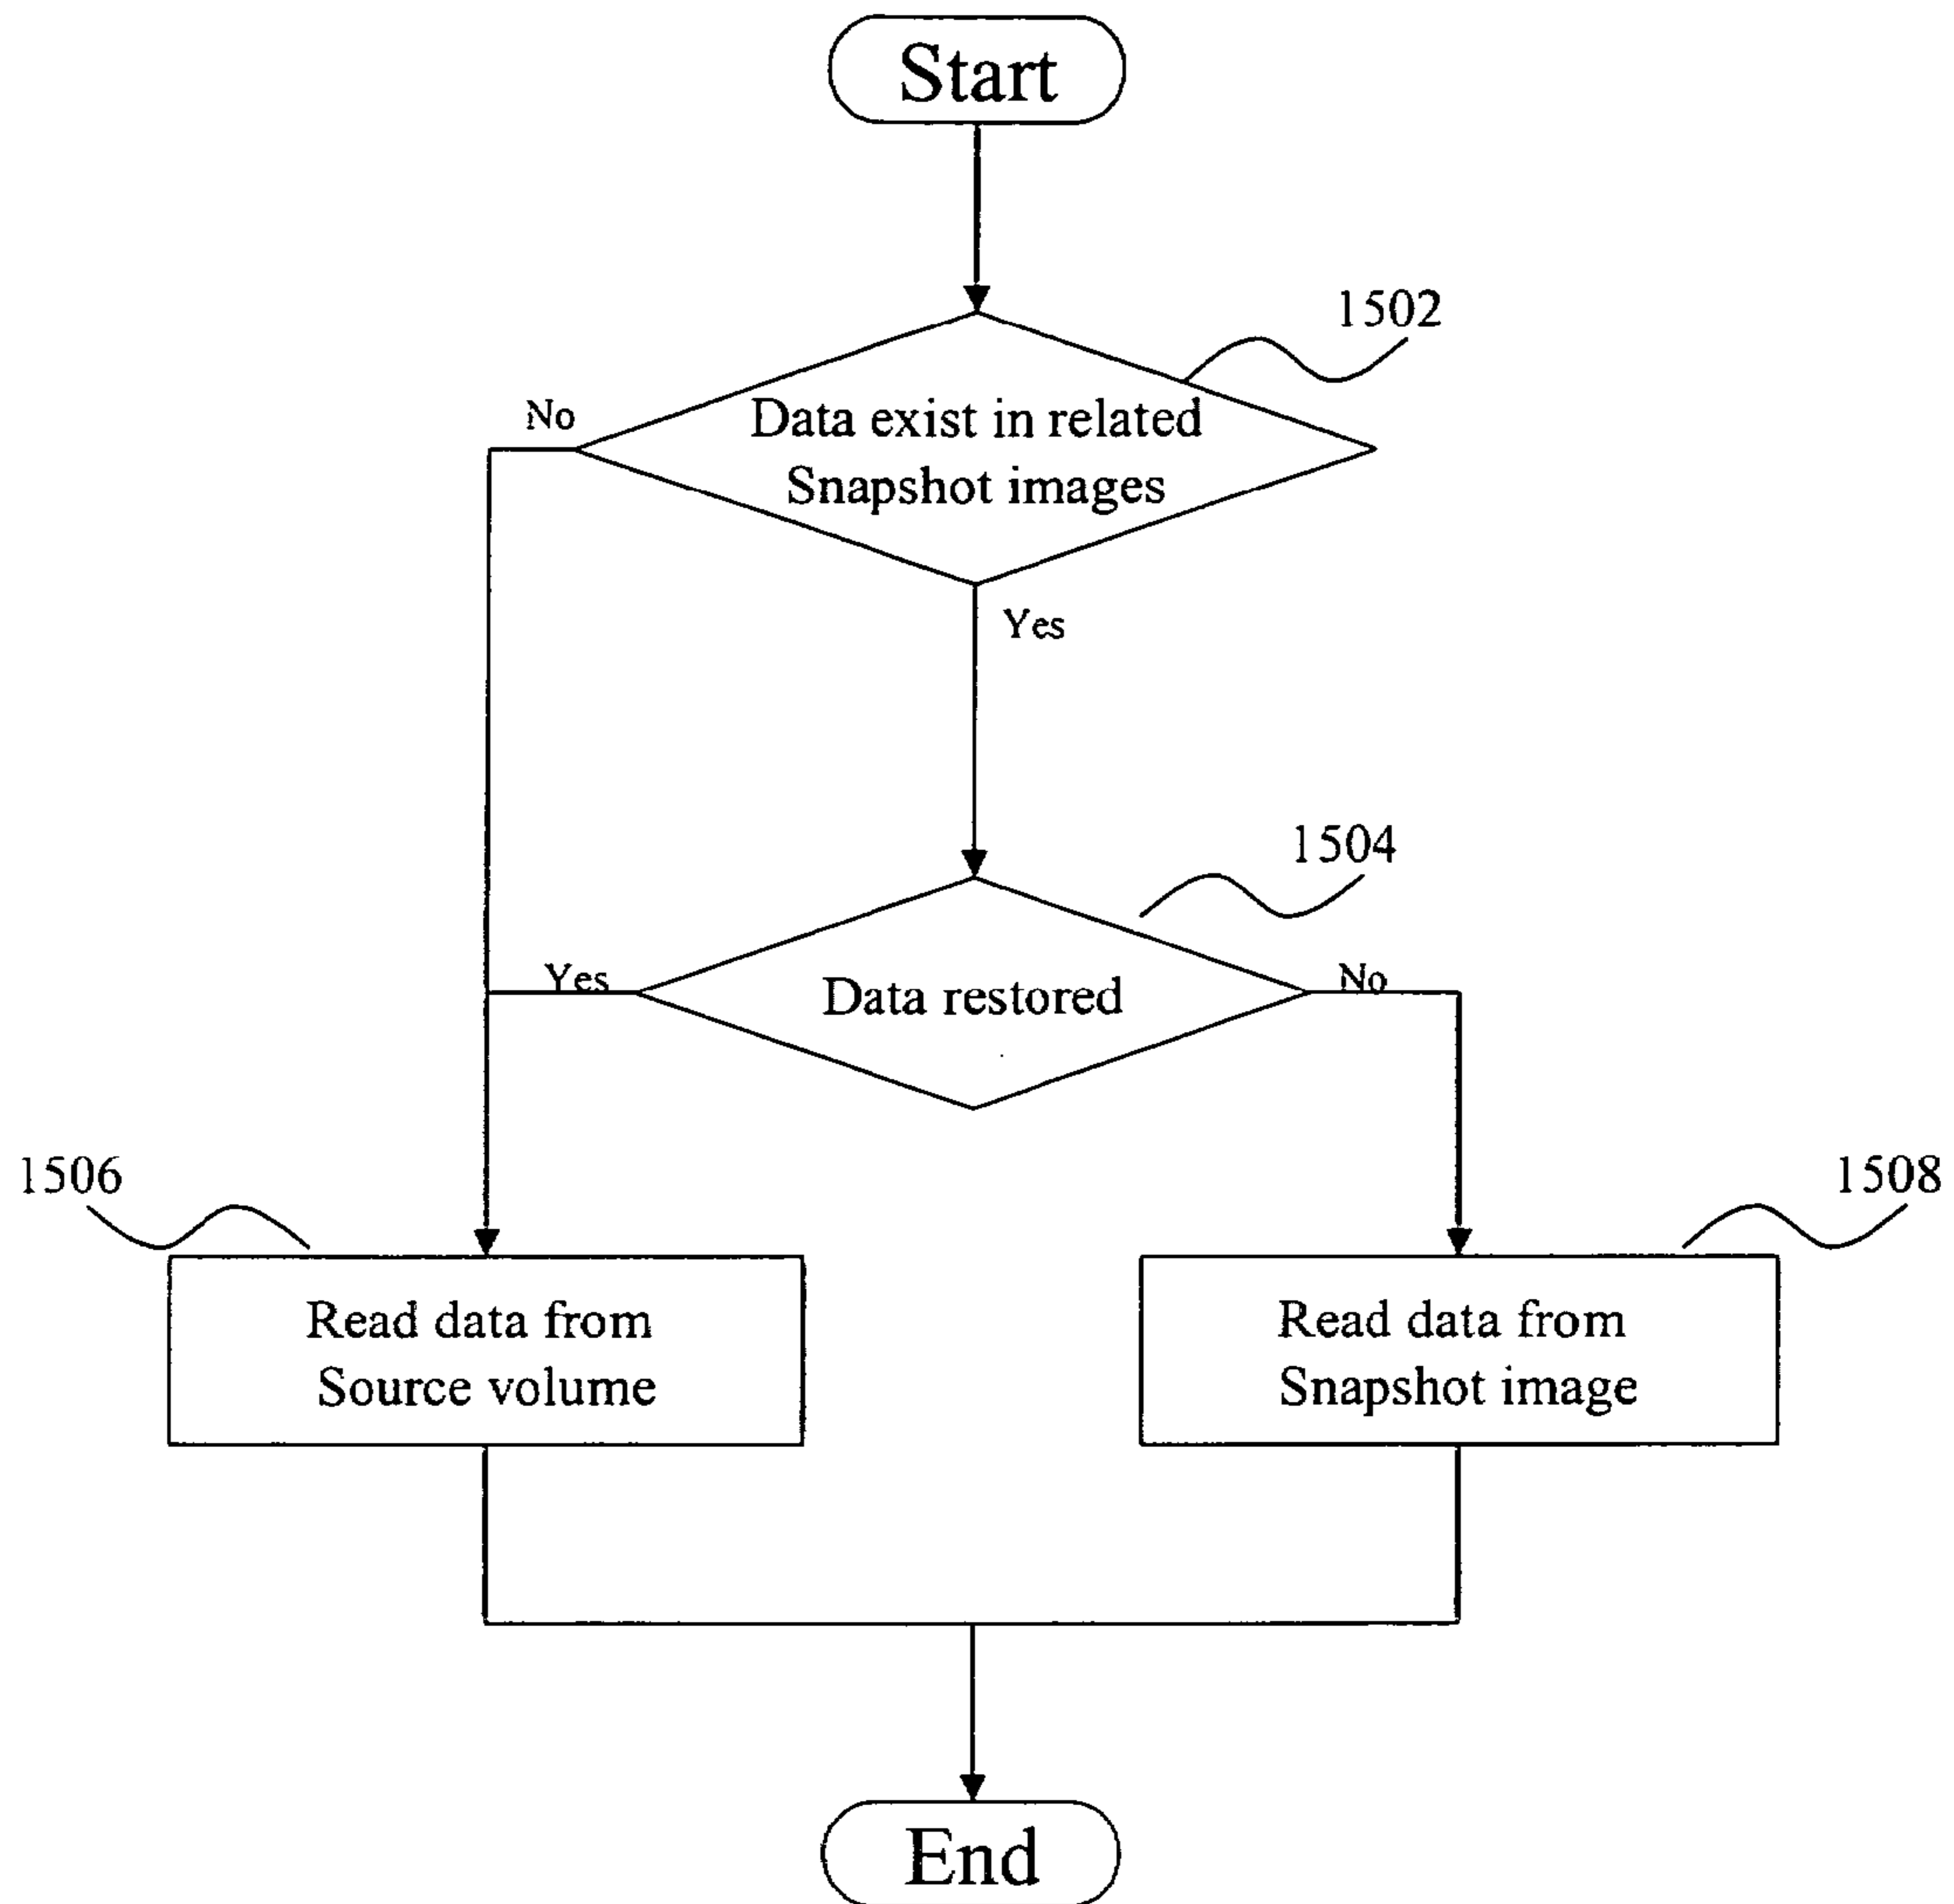 Start
1502
No
Data exist in related
Snapshot images
Yes
1504
Yes
Data restored
No
1506
1508
Read data from
Source volume
Read data from
Snapshot image
End